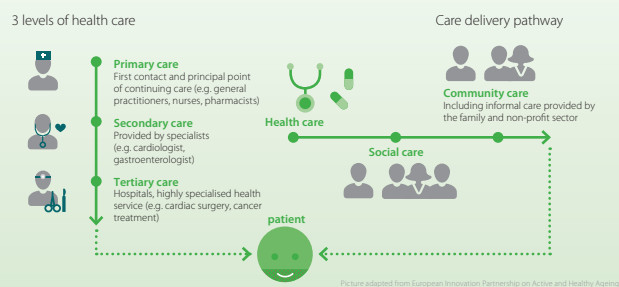 3 levels of health care
Care delivery pathway
Primary care
First contact and principal point
of continuing care (e.g. general
practitioners, nurses, pharmacists)
Secondary care
Provided by specialists
(e.g. cardiologist,
gastroenterologist)
Tertiary care
Hospitals, highly specialised health
service (e.g. cardiac surgery, cancer
treatment)
Health care
Community care
Including informal care provided by
the family and non-profit sector
Social care
patient
Picture adapted from European Innovation Partnership on Active and Healthy Ageing